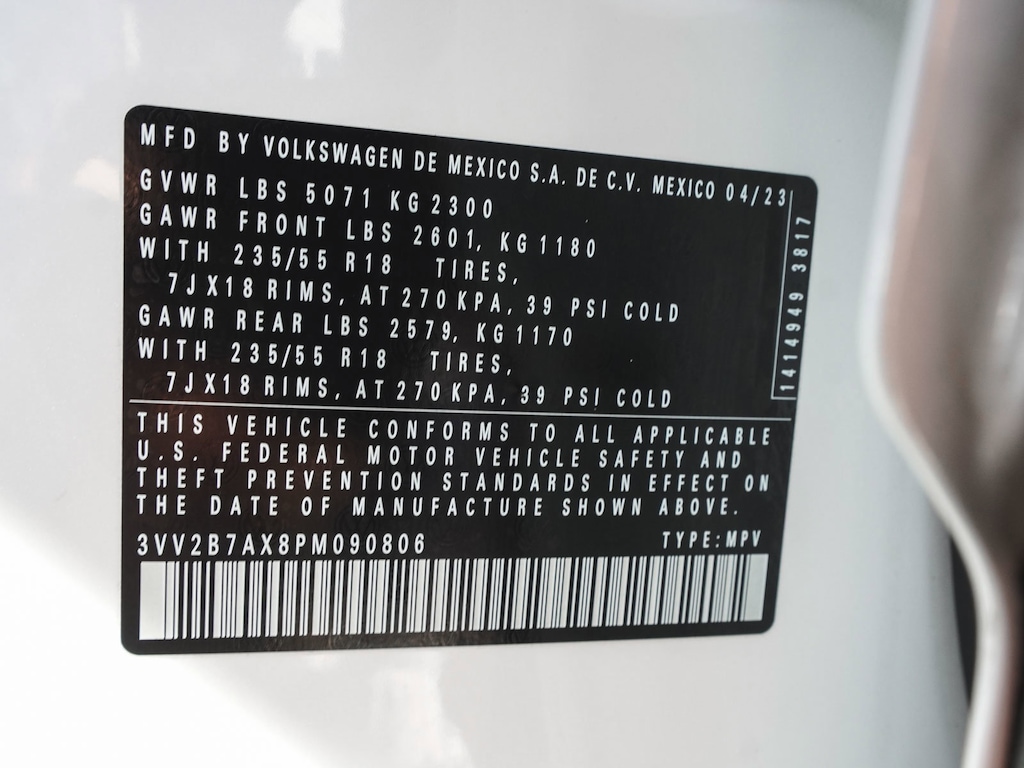 MFD BY VOLKSWAGEN DE MEXICO S.A. DE C.V. MEXICO 04/23
GVWR LBS 5071 KG 2300
GAWR FRONT LBS 2601, KG 1180
WITH 235/55 R18 TIRES,
7JX18 RIMS, AT 270 KPA, 39 PSI COLD
GAWR REAR LBS 2579, KG 1170
WITH 235/55 R18 TIRES,
7JX18 RIMS, AT 270 KPA, 39 PSI COLD
1414949 3817
THIS VEHICLE CONFORMS TO ALL APPLICABLE
U.S. FEDERAL MOTOR VEHICLE SAFETY AND
THEFT PREVENTION STANDARDS IN EFFECT ON
THE DATE OF MANUFACTURE SHOWN ABOVE.
3VV2B7AX8PM090806 TYPE:MPV